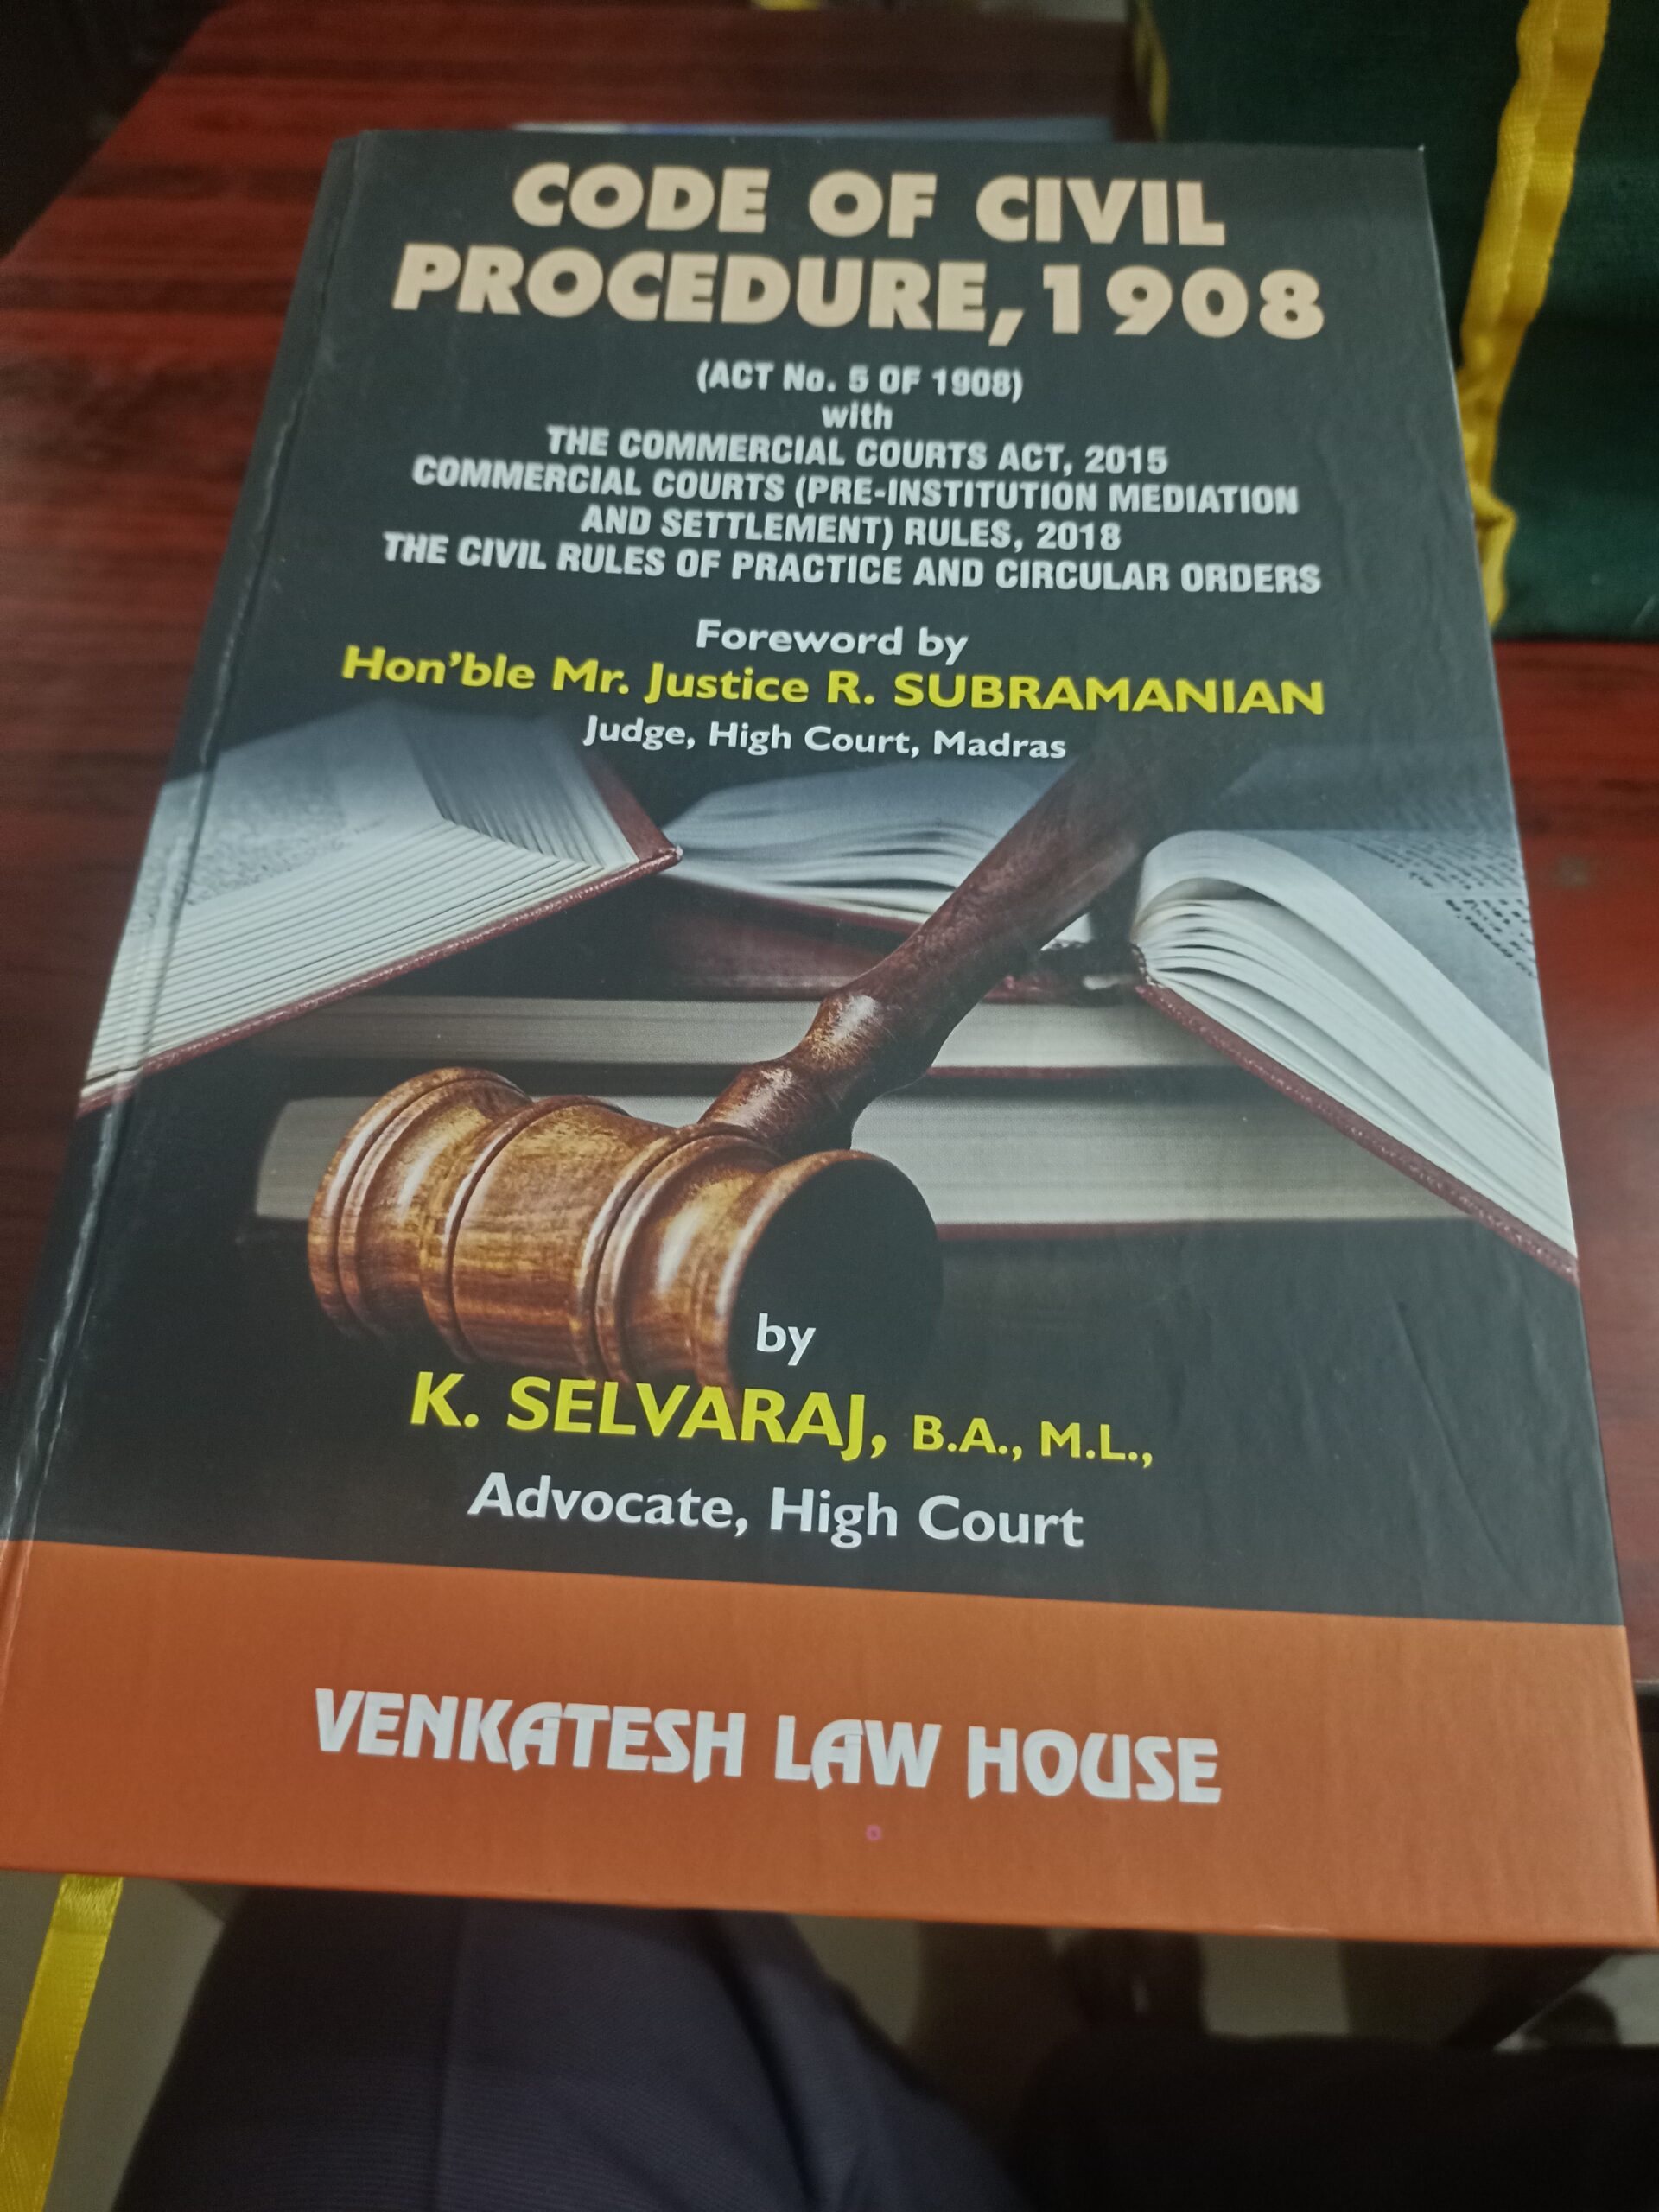 CODE OF CIVIL
PROCEDURE, 1908
(ACT No. 5 OF 1908)
with
THE COMMERCIAL COURTS ACT, 2015
COMMERCIAL COURTS (PRE-INSTITUTION MEDIATION
AND SETTLEMENT) RULES, 2018
THE CIVIL RULES OF PRACTICE AND CIRCULAR ORDERS
Foreword by
Hon'ble Mr. Justice R. SUBRAMANIAN
Judge, High Court, Madras
by
K. SELVARAJ, B.A., M.L.,
Advocate, High Court
VENKATESH LAW HOUSE